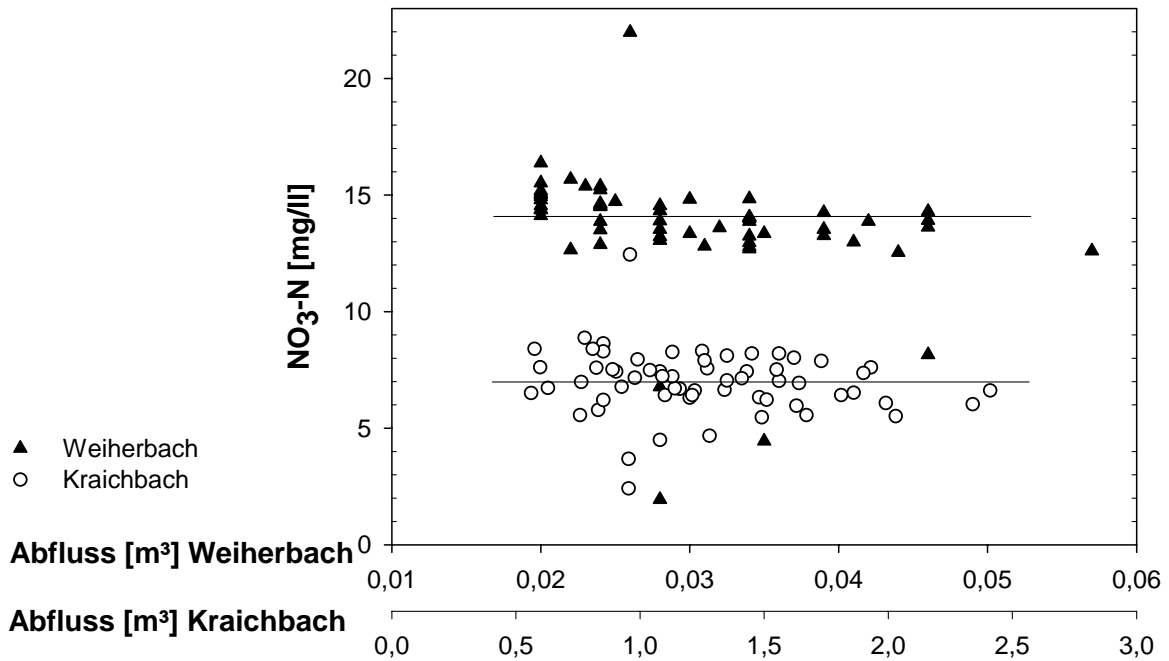 20
15
10
5
0
NO3-N [mg/ll]
Weiherbach
Kraichbach
Abfluss [m³] Weiherbach
0,01 0,02 0,03 0,04 0,05 0,06
Abfluss [m³] Kraichbach
0,0 0,5 1,0 1,5 2,0 2,5 3,0